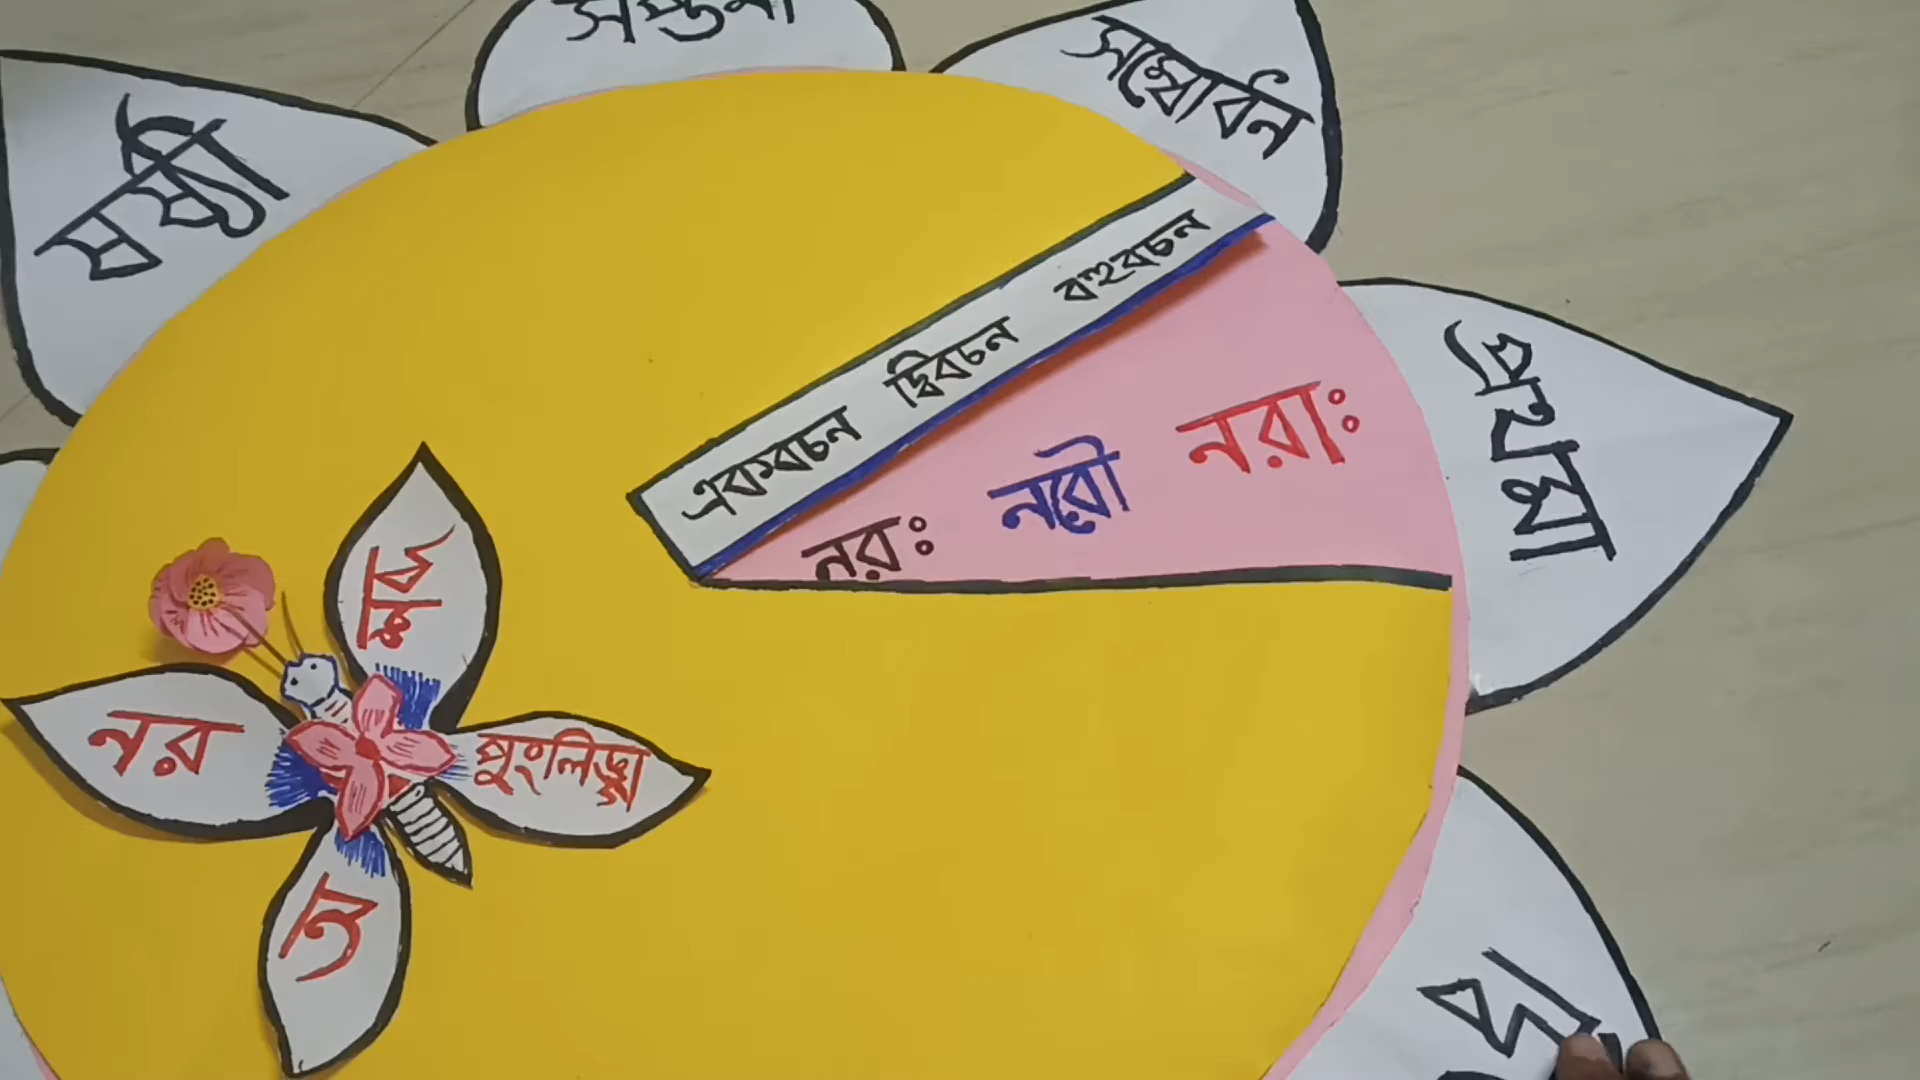 সপ্তমী
সম্বোধন
ষষ্ঠী
একবচন দ্বিবচন বহুবচন
প্রথমা
নরঃ নরৌ নরাঃ
শব্দ
নর
পুংলিঙ্গ
অ